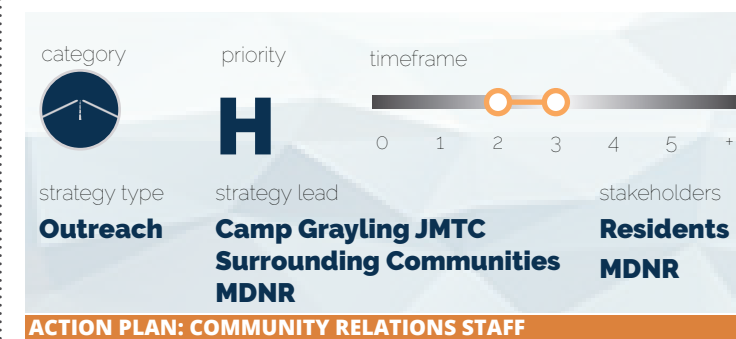 category
priority
timeframe
H
0 1 2 3 4 5 +
strategy type
strategy lead
stakeholders
Outreach
Camp Grayling JMTC
Surrounding Communities
MDNR
Residents
MDNR
ACTION PLAN: COMMUNITY RELATIONS STAFF